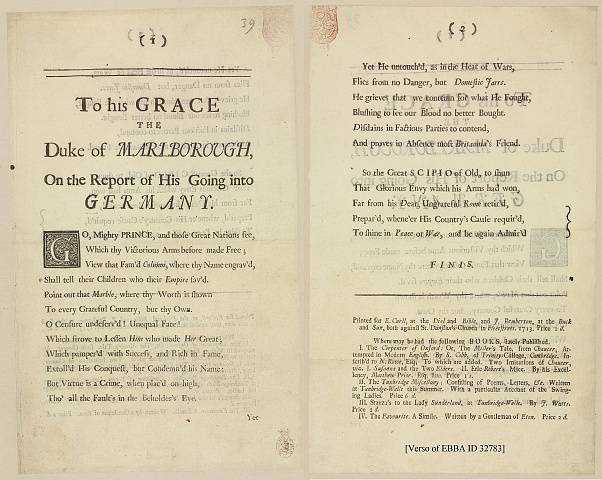 39
(1)
To his GRACE
THE
Duke of MARLBOROUGH,
On the Report of His Going into
GERMANY.
GO, Mighty PRINCE, and those Great Nations see,
Which thy Victorious Arms before made Free;
View that Fam'd Column, where thy Name engrav'd,
Shall tell their Children who their Empire sav'd.
Point out that Marble, where thy Worth is shown
To every Grateful Country, but thy Own.
O Censure undeserv'd! Unequal Fate!
Which strove to Lessen Him who made Her Great;
Which pamper'd with Success, and Rich in Fame,
Extoll'd His Conquest, but Condemn'd his Name:
But Virtue is a Crime, when plac'd on high,
Tho' all the Fault's in the Beholder's Eye.
Yet
(2)
Yet He untouch'd, as in the Heat of Wars,
Flies from no Danger, but Domestic Jarrs.
He grieves that we contemn for what He Fought,
Blushing to see our Blood no better Bought.
Disdains in Factious Parties to contend,
And proves in Absence most Britania's Friend.
So the Great SCIPIO of Old, to shun
That Glorious Envy which his Arms had won,
Far from his Dear, Ungrateful Rome retir'd,
Prepar'd, whene'er His Country's Cause requir'd,
To shine in Peace or War, and be again Admir'd
FINIS.
Printed for E. Curll, at the Dial and Bible, and J. Pemberton, at the Buck
and Sun, both against St. Dunstan's Church in Fleetstreet. 1713. Price 2 d.
Where may be had the following BOOKS, lately Published.
I. The Carpenter of Oxford: Or, The Miller's Tale, from Chaucer, At-
tempted in Modern English. By S. Cobb, of Trinity-College, Cambridge. In-
scrib'd to N. Rowe, Esq; To which are added. Two Imitations of Chaucer,
viz. I. Susanna and the Two Elders. II. Erle Robert's Mice. By his Excel-
lency, Matthew Prior, Esq; Price 1 s.
II. The Tunbridge Miscellany: Consisting of Poems, Letters, &c. Written
at Tunbridge-Wells this Summer. With a particular Account of the Swing-
ing Ladies. Price 6 d.
III. Stanza's to the Lady Sunderland, at Tunbridge-Wells. By J. Watts.
Price 2 d.
IV. The Favourite. A Simile. Written by a Gentleman of Eton. Price 2 d.
[Verso of EBBA ID 32783]